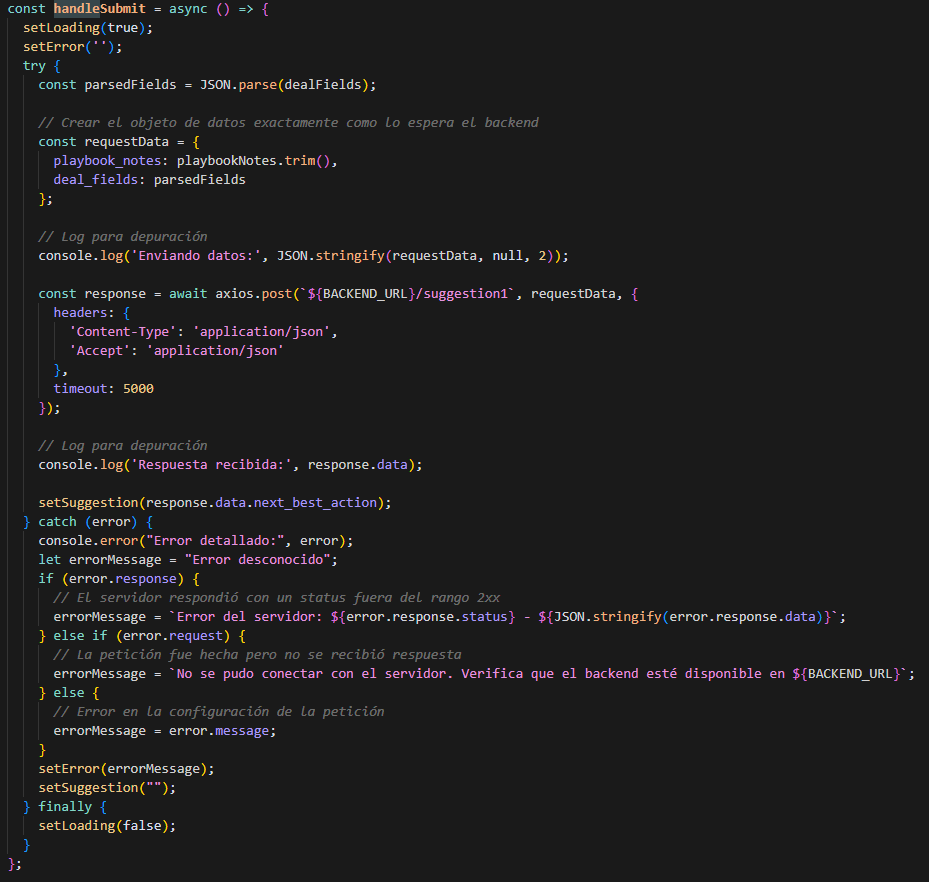 const handleSubmit = async () => {
setLoading(true);
setError('');
try {
const parsedFields = JSON.parse(dealFields);
// Crear el objeto de datos exactamente como lo espera el backend
const requestData = {
playbook_notes: playbookNotes.trim(),
deal_fields: parsedFields
};
// Log para depuración
console.log('Enviando datos:', JSON.stringify(requestData, null, 2));
const response = await axios.post(`${BACKEND_URL}/suggestion1`, requestData, {
headers: {
'Content-Type': 'application/json',
'Accept': 'application/json'
},
timeout: 5000
});
// Log para depuración
console.log('Respuesta recibida:', response.data);
setSuggestion(response.data.next_best_action);
} catch (error) {
console.error("Error detallado:", error);
let errorMessage = "Error desconocido";
if (error.response) {
// El servidor respondió con un status fuera del rango 2xx
errorMessage = `Error del servidor: ${error.response.status} - ${JSON.stringify(error.response.data)}`;
} else if (error.request) {
// La petición fue hecha pero no se recibió respuesta
errorMessage = `No se pudo conectar con el servidor. Verifica que el backend esté disponible en ${BACKEND_URL}`;
} else {
// Error en la configuración de la petición
errorMessage = error.message;
}
setError(errorMessage);
setSuggestion("");
} finally {
setLoading(false);
}
};